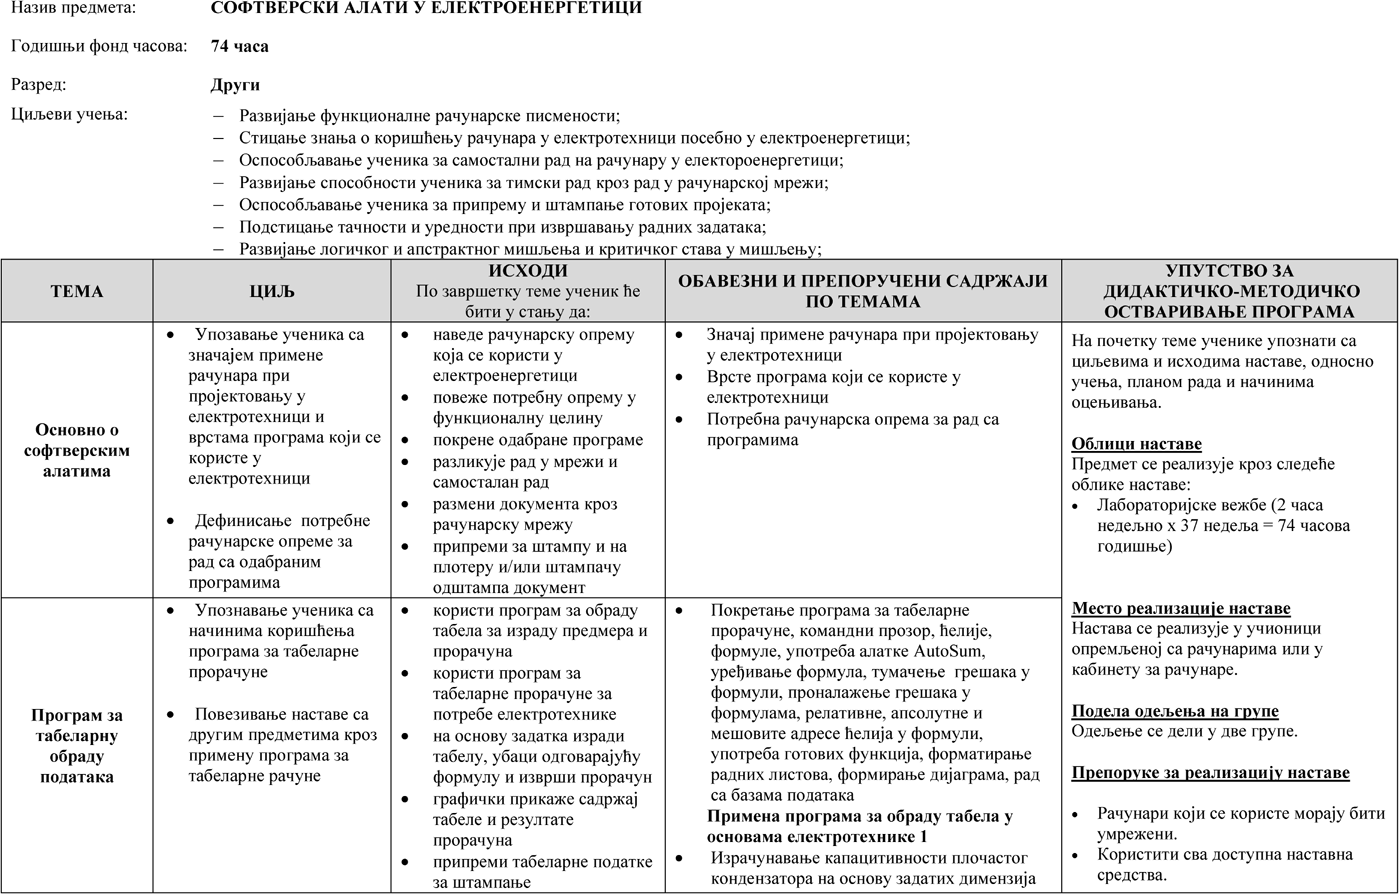 Назив предмета: СОФТВЕРСКИ АЛАТИ У ЕЛЕКТРОЕНЕРГЕТИЦИ
Годишњи фонд часова: 74 часа
Разред: Други
Циљеви учења: – Развијање функционалне рачунарске писмености;
– Стицање знања о коришћењу рачунара у електротехници посебно у електроенергетици;
– Оспособљавање ученика за самостални рад на рачунару у електороенергетици;
– Развијање способности ученика за тимски рад кроз рад у рачунарској мрежи;
– Оспособљавање ученика за припрему и штампање готових пројеката;
– Подстицање тачности и уредности при извршавању радних задатака;
– Развијање логичког и апстрактног мишљења и критичког става у мишљењу;
ТЕМА
ЦИЉ
ИСХОДИ
По завршетку теме ученик ће
бити у стању да:
ОБАВЕЗНИ И ПРЕПОРУЧЕНИ САДРЖАЈИ
ПО ТЕМАМА
УПУТСТВО ЗА
ДИДАКТИЧКО-МЕТОДИЧКО
ОСТВАРИВАЊЕ ПРОГРАМА
Основно о
софтверским
алатима
• Упозавање ученика са
значајем примене
рачунара при
пројектовању у
електротехници и
врстама програма који се
користе у
електротехници
• Дефинисање потребне
рачунарске опреме за
рад са одабраним
програмима
• наведе рачунарску опрему
која се користи у
електроенергетици
• повеже потребну опрему у
функционалну целину
• покрене одабране програме
• разликује рад у мрежи и
самосталан рад
• размени документа кроз
рачунарску мрежу
• припреми за штампу и на
плотеру и/или штампачу
одштампа документ
• Значај примене рачунара при пројектовању
у електротехници
• Врсте програма који се користе у
електротехници
• Потребна рачунарска опрема за рад са
програмима
На почетку теме ученике упознати са
циљевима и исходима наставе, односно
учења, планом рада и начинима
оцењивања.
Облици наставе
Предмет се реализује кроз следеће
облике наставе:
• Лабораторијске вежбе (2 часа
недељно x 37 недеља = 74 часова
годишње)
Место реализације наставе
Настава се реализује у учионици
опремљеној са рачунарима или у
кабинету за рачунаре.
Подела одељења на групе
Одељење се дели у две групе.
Препоруке за реализацију наставе
• Рачунари који се користе морају бити
умрежени.
• Користити сва доступна наставна
средства.
Програм за
табеларну
обраду
података
• Упознавање ученика са
начинима коришћења
програма за табеларне
прорачуне
• Повезивање наставе са
другим предметима кроз
примену програма за
табеларне рачуне
• користи програм за обраду
табела за израду предмера и
прорачуна
• користи програм за
табеларне прорачуне за
потребе електротехнике
• на основу задатка изради
табелу, убаци одговарајућу
формулу и изврши прорачун
• графички прикаже садржај
табеле и резултате
прорачуна
• припреми табеларне податке
за штампање
• Покретање програма за табеларне
прорачуне, командни прозор, ћелије,
формуле, употреба алатке AutoSum,
уређивање формула, тумачење грешака у
формули, проналажење грешака у
формулама, релативне, апсолутне и
мешовите адресе ћелија у формули,
употреба готових функција, форматирање
радних листова, формирање дијаграма, рад
са базама података
Примена програма за обраду табела у
основама електротехнике 1
• Израчунавање капацитивности плочастог
кондензатора на основу задатих димензија